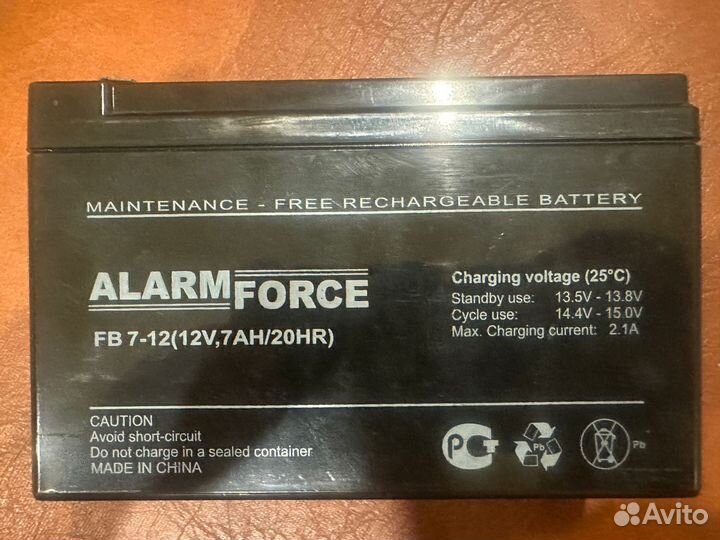 MAINTENANCE - FREE RECHARGEABLE BATTERY
ALARM FORCE
FB 7-12(12V,7AH/20HR)
Charging voltage (25°C)
Standby use: 13.5V - 13.8V
Cycle use: 14.4V - 15.0V
Max. Charging current: 2.1A
CAUTION
Avoid short-circuit
Do not charge in a sealed container
MADE IN CHINA
РСТ Pb Pb
Avito